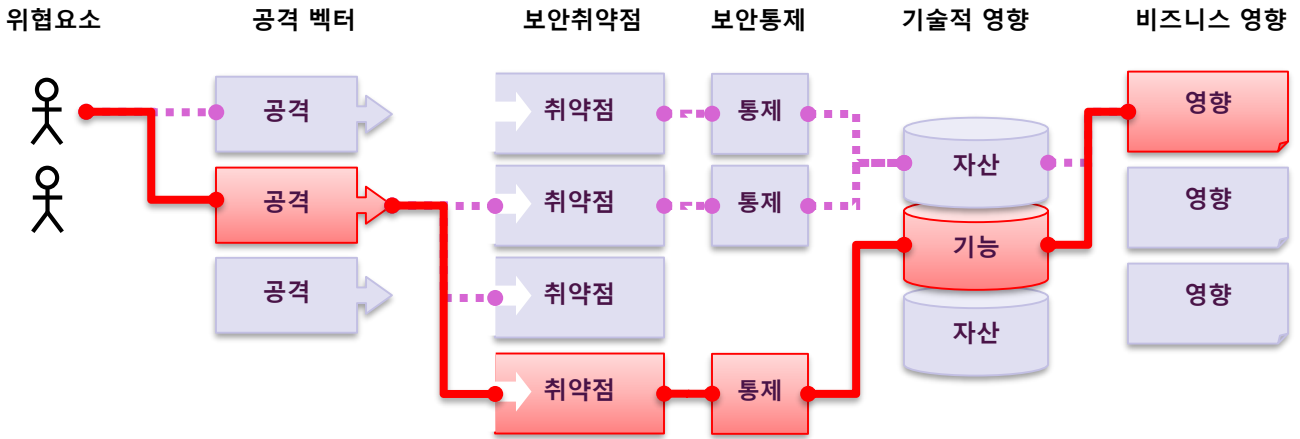 위협요소 공격 벡터 보안취약점 보안통제 기술적 영향 비즈니스 영향
공격 취약점 통제 자산 영향
공격 취약점 통제 기능 영향
공격 취약점 자산 영향
취약점 통제